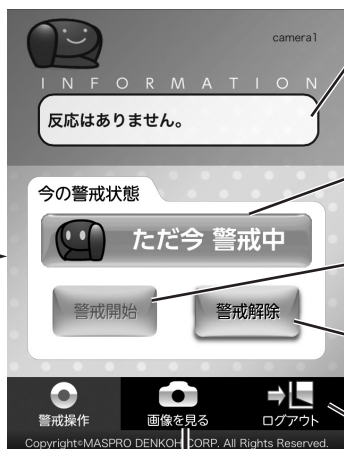 camera1
INFORMATION
反応はありません。
今の警戒状態
ただ今 警戒中
警戒開始 警戒解除
警戒操作 画像を見る ログアウト
Copyright©MASPRO DENKOH CORP. All Rights Reserved.